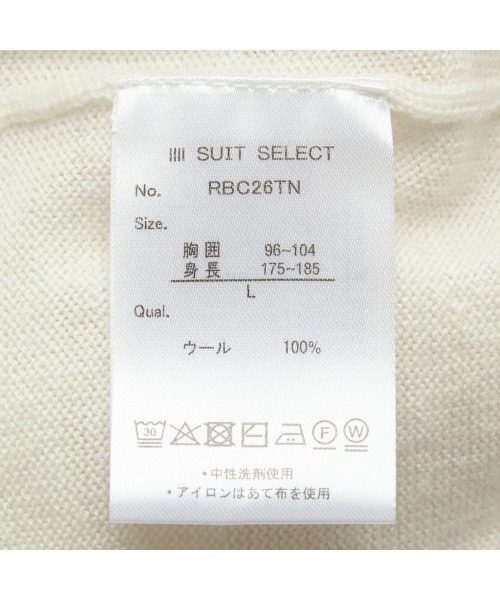 SUIT SELECT
No. RBC26TN
Size.
胸囲 96~104
身長 175~185
L
Qual.
ウール 100%
30 F W
・中性洗剤使用
・アイロンはあて布を使用